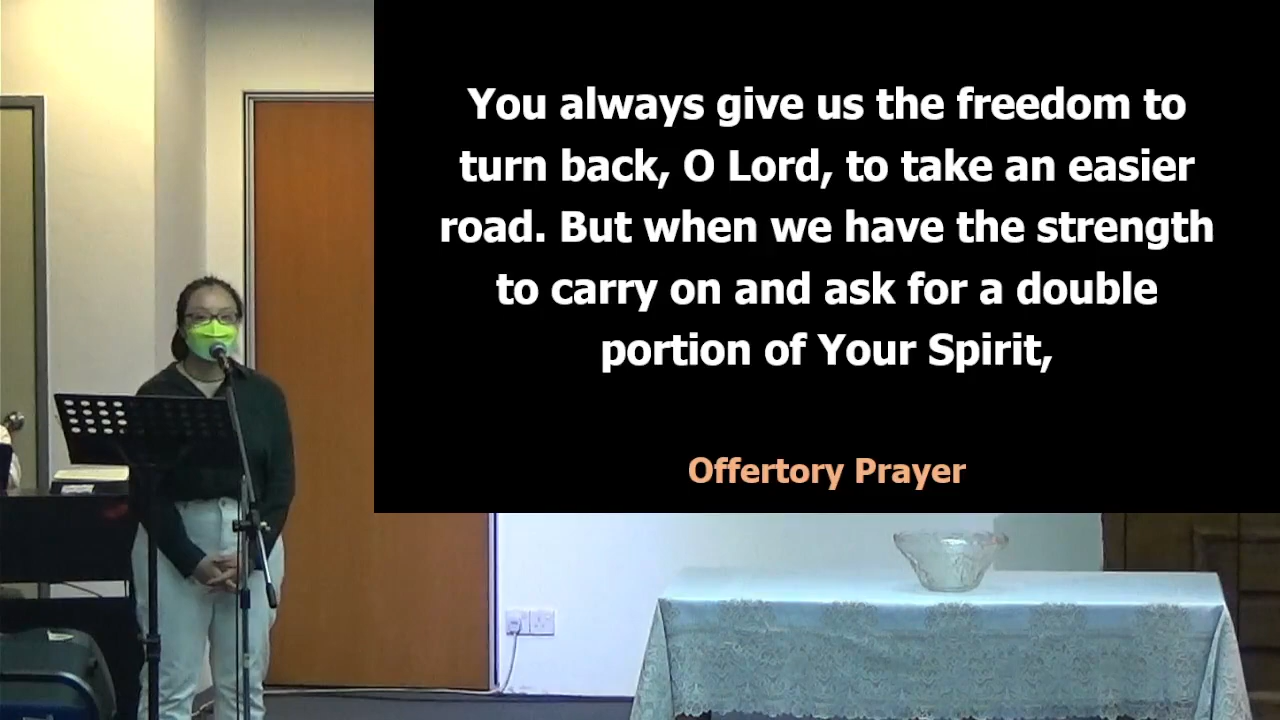 You always give us the freedom to
turn back, O Lord, to take an easier
road. But when we have the strength
to carry on and ask for a double
portion of Your Spirit,
Offertory Prayer